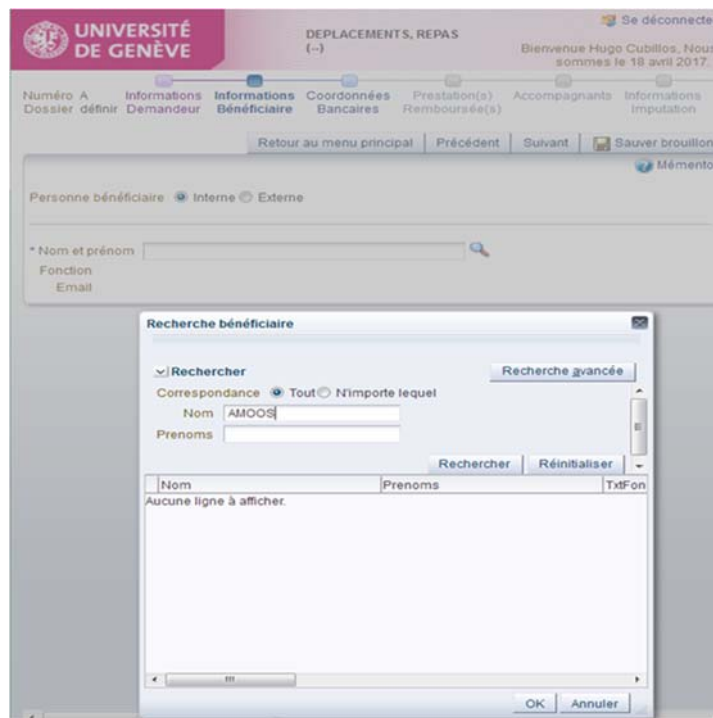 UNIVERSITÉ
DE GENÈVE
DEPLACEMENTS, REPAS
(--)
Se déconnecte
Bienvenue Hugo Cubillos, Nous
sommes le 18 avril 2017.
Numéro A Informations Informations Coordonnées Prestation(s) Accompagnants Informations
Dossier définir Demandeur Bénéficiaire Bancaires Remboursée(s) Imputation
Retour au menu principal Précédent Suivant Sauver brouillon
Mémento
Personne bénéficiaire Interne Externe
* Nom et prénom
Fonction
Email
Recherche bénéficiaire
Rechercher Recherche avancée
Correspondance Tout N'importe lequel
Nom AMOOS
Prenoms
Rechercher Réinitialiser
Nom Prenoms TxtFon
Aucune ligne à afficher.
OK Annuler